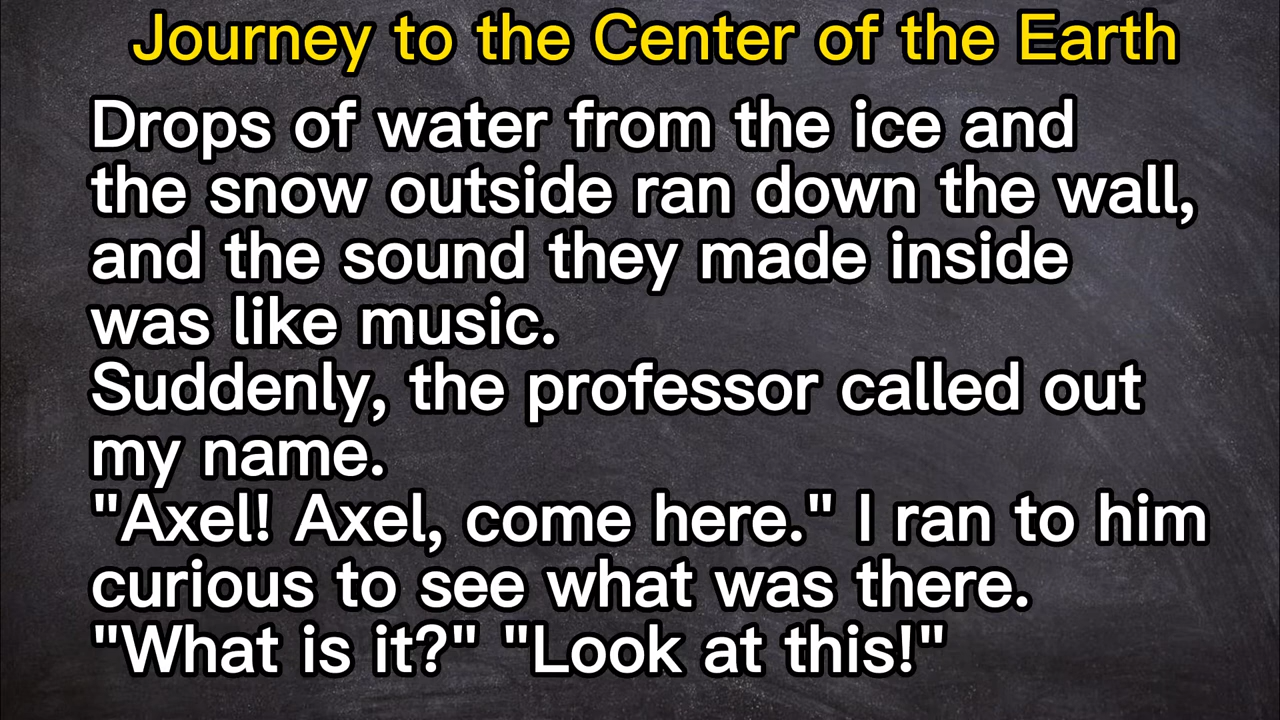 Journey to the Center of the Earth
Drops of water from the ice and
the snow outside ran down the wall,
and the sound they made inside
was like music.
Suddenly, the professor called out
my name.
"Axel! Axel, come here." I ran to him
curious to see what was there.
"What is it?" "Look at this!"